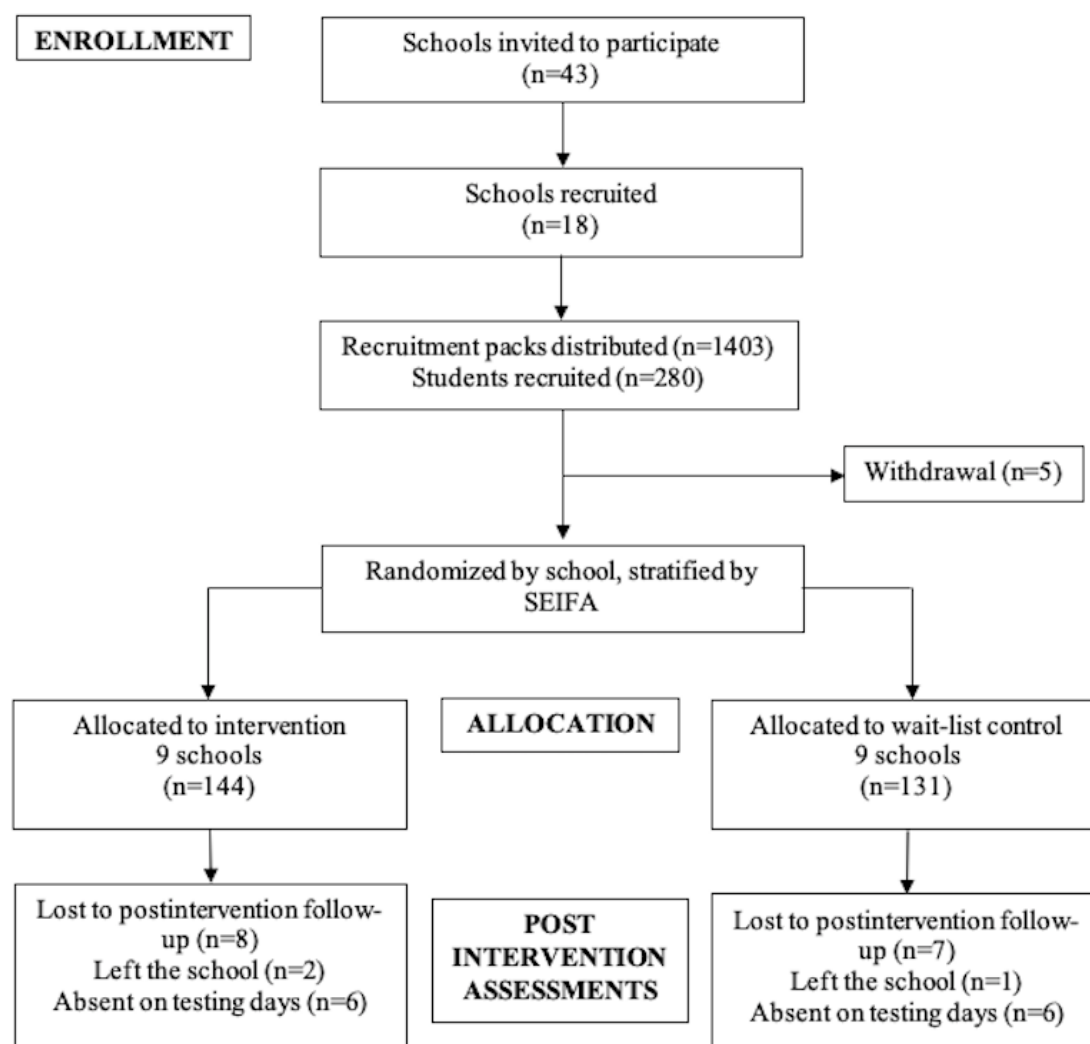 ENROLLMENT
Schools invited to participate
(n=43)
Schools recruited
(n=18)
Recruitment packs distributed (n=1403)
Students recruited (n=280)
Withdrawal (n=5)
Randomized by school, stratified by
SEIFA
Allocated to intervention
9 schools
(n=144)
ALLOCATION
Allocated to wait-list control
9 schools
(n=131)
Lost to postintervention follow-
up (n=8)
Left the school (n=2)
Absent on testing days (n=6)
POST
INTERVENTION
ASSESSMENTS
Lost to postintervention follow-
up (n=7)
Left the school (n=1)
Absent on testing days (n=6)